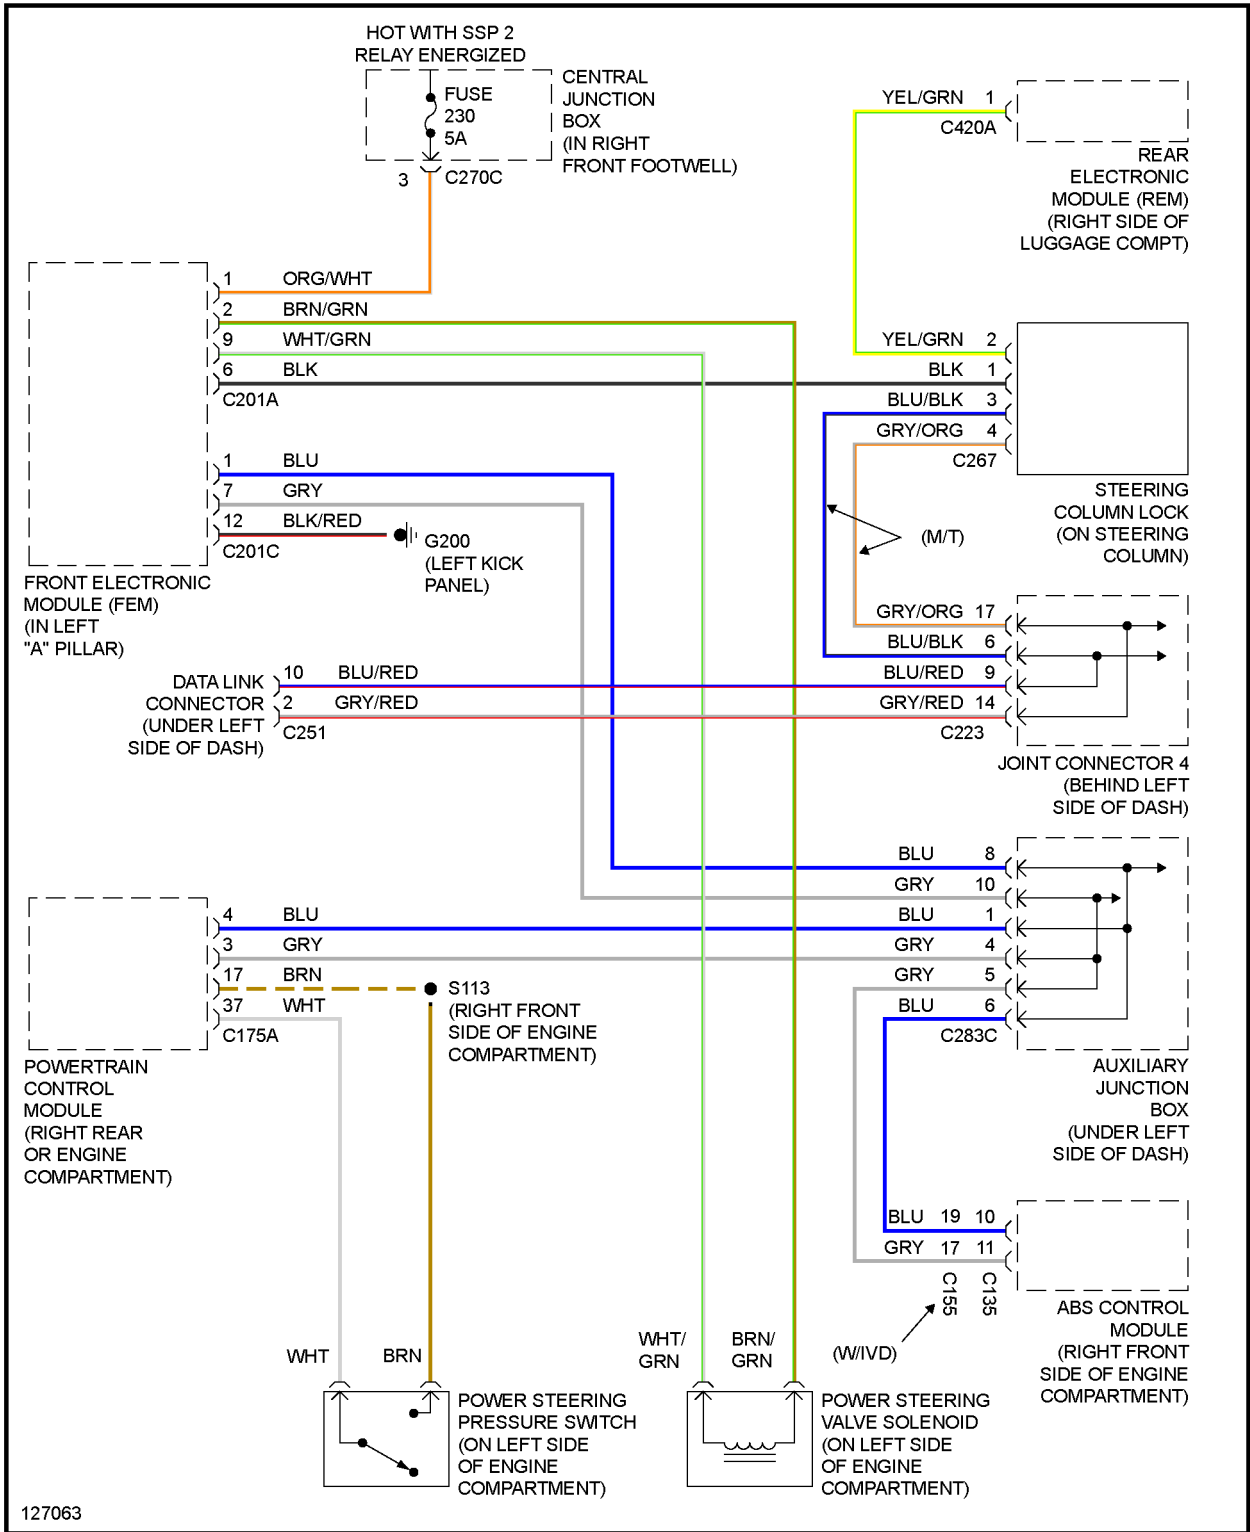 HOT WITH SSP 2
RELAY ENERGIZED
FUSE
230
5A
CENTRAL
JUNCTION
BOX
(IN RIGHT
FRONT FOOTWELL)
3 C270C
YEL/GRN 1
C420A
REAR
ELECTRONIC
MODULE (REM)
(RIGHT SIDE OF
LUGGAGE COMPT)
1 ORG/WHT
2 BRN/GRN
9 WHT/GRN
6 BLK
C201A
1 BLU
7 GRY
12 BLK/RED
C201C
G200
(LEFT KICK
PANEL)
FRONT ELECTRONIC
MODULE (FEM)
(IN LEFT
"A" PILLAR)
YEL/GRN 2
BLK 1
BLU/BLK 3
GRY/ORG 4
C267
STEERING
COLUMN LOCK
(ON STEERING
COLUMN)
(M/T)
DATA LINK
CONNECTOR
(UNDER LEFT
SIDE OF DASH)
10 BLU/RED
2 GRY/RED
C251
GRY/ORG 17
BLU/BLK 6
BLU/RED 9
GRY/RED 14
C223
JOINT CONNECTOR 4
(BEHIND LEFT
SIDE OF DASH)
BLU 8
GRY 10
BLU 1
GRY 4
GRY 5
BLU 6
C283C
AUXILIARY
JUNCTION
BOX
(UNDER LEFT
SIDE OF DASH)
4 BLU
3 GRY
17 BRN
37 WHT
C175A
S113
(RIGHT FRONT
SIDE OF ENGINE
COMPARTMENT)
POWERTRAIN
CONTROL
MODULE
(RIGHT REAR
OR ENGINE
COMPARTMENT)
BLU 19 10
GRY 17 11
C155 C135
(W/IVD)
ABS CONTROL
MODULE
(RIGHT FRONT
SIDE OF ENGINE
COMPARTMENT)
WHT
BRN
WHT/
GRN
BRN/
GRN
POWER STEERING
PRESSURE SWITCH
(ON LEFT SIDE
OF ENGINE
COMPARTMENT)
POWER STEERING
VALVE SOLENOID
(ON LEFT SIDE
OF ENGINE
COMPARTMENT)
127063